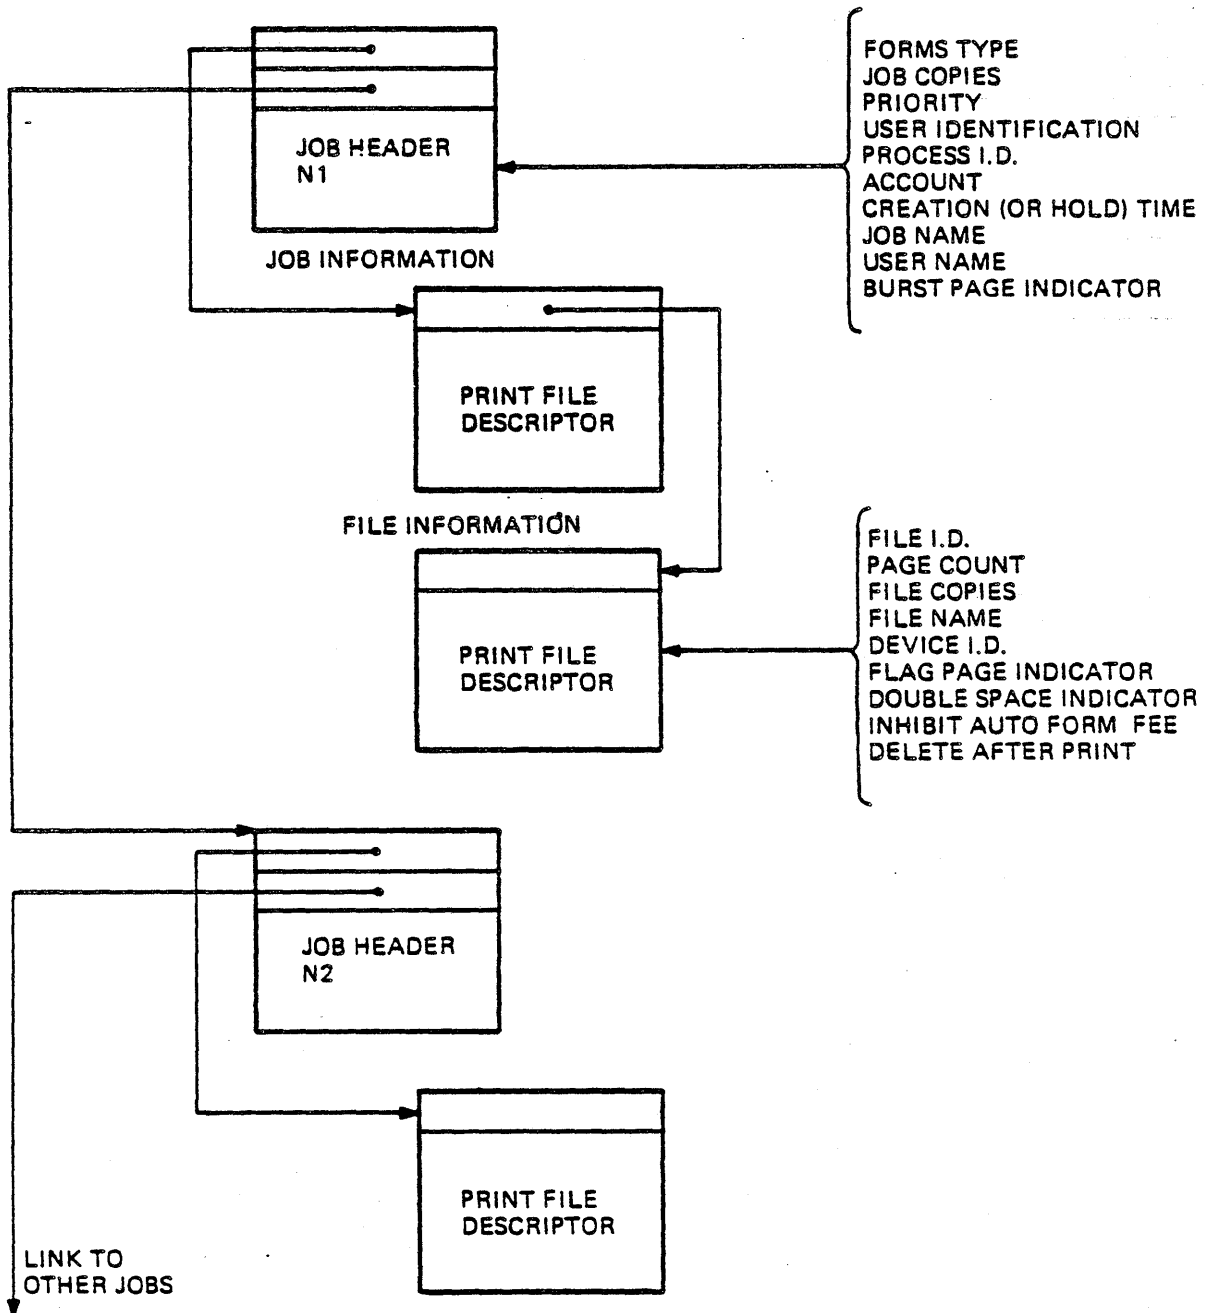 FORMS TYPE
JOB COPIES
PRIORITY
USER IDENTIFICATION
PROCESS I.D.
ACCOUNT
CREATION (OR HOLD) TIME
JOB NAME
USER NAME
BURST PAGE INDICATOR
JOB HEADER
N1
JOB INFORMATION
PRINT FILE
DESCRIPTOR
FILE INFORMATION
FILE I.D.
PAGE COUNT
FILE COPIES
FILE NAME
DEVICE I.D.
FLAG PAGE INDICATOR
DOUBLE SPACE INDICATOR
INHIBIT AUTO FORM FEE
DELETE AFTER PRINT
PRINT FILE
DESCRIPTOR
JOB HEADER
N2
PRINT FILE
DESCRIPTOR
LINK TO
OTHER JOBS